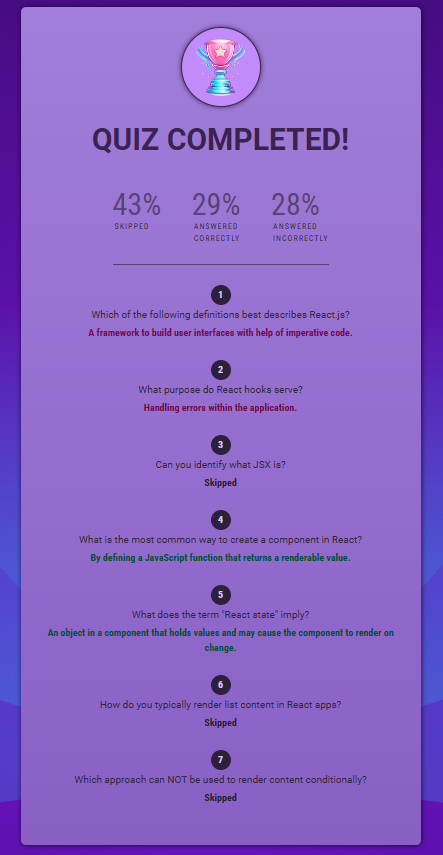 QUIZ COMPLETED!
43% 29% 28%
SKIPPED ANSWERED ANSWERED
CORRECTLY INCORRECTLY
1
Which of the following definitions best describes React.js?
A framework to build user interfaces with help of imperative code.
2
What purpose do React hooks serve?
Handling errors within the application.
3
Can you identify what JSX is?
Skipped
4
What is the most common way to create a component in React?
By defining a JavaScript function that returns a renderable value.
5
What does the term "React state" imply?
An object in a component that holds values and may cause the component to render on
change.
6
How do you typically render list content in React apps?
Skipped
7
Which approach can NOT be used to render content conditionally?
Skipped